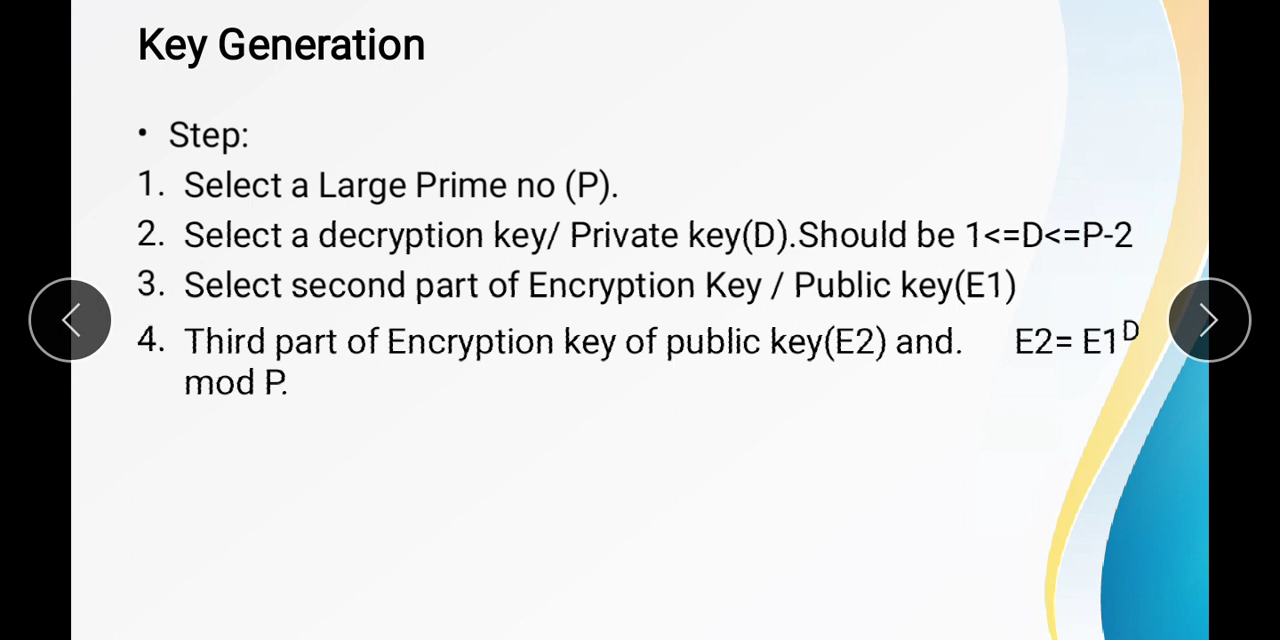 Key Generation
• Step:
1. Select a Large Prime no (P).
2. Select a decryption key/ Private key(D).Should be 1<=D<=P-2
3. Select second part of Encryption Key / Public key(E1)
4. Third part of Encryption key of public key(E2) and. E2= E1^D
mod P.